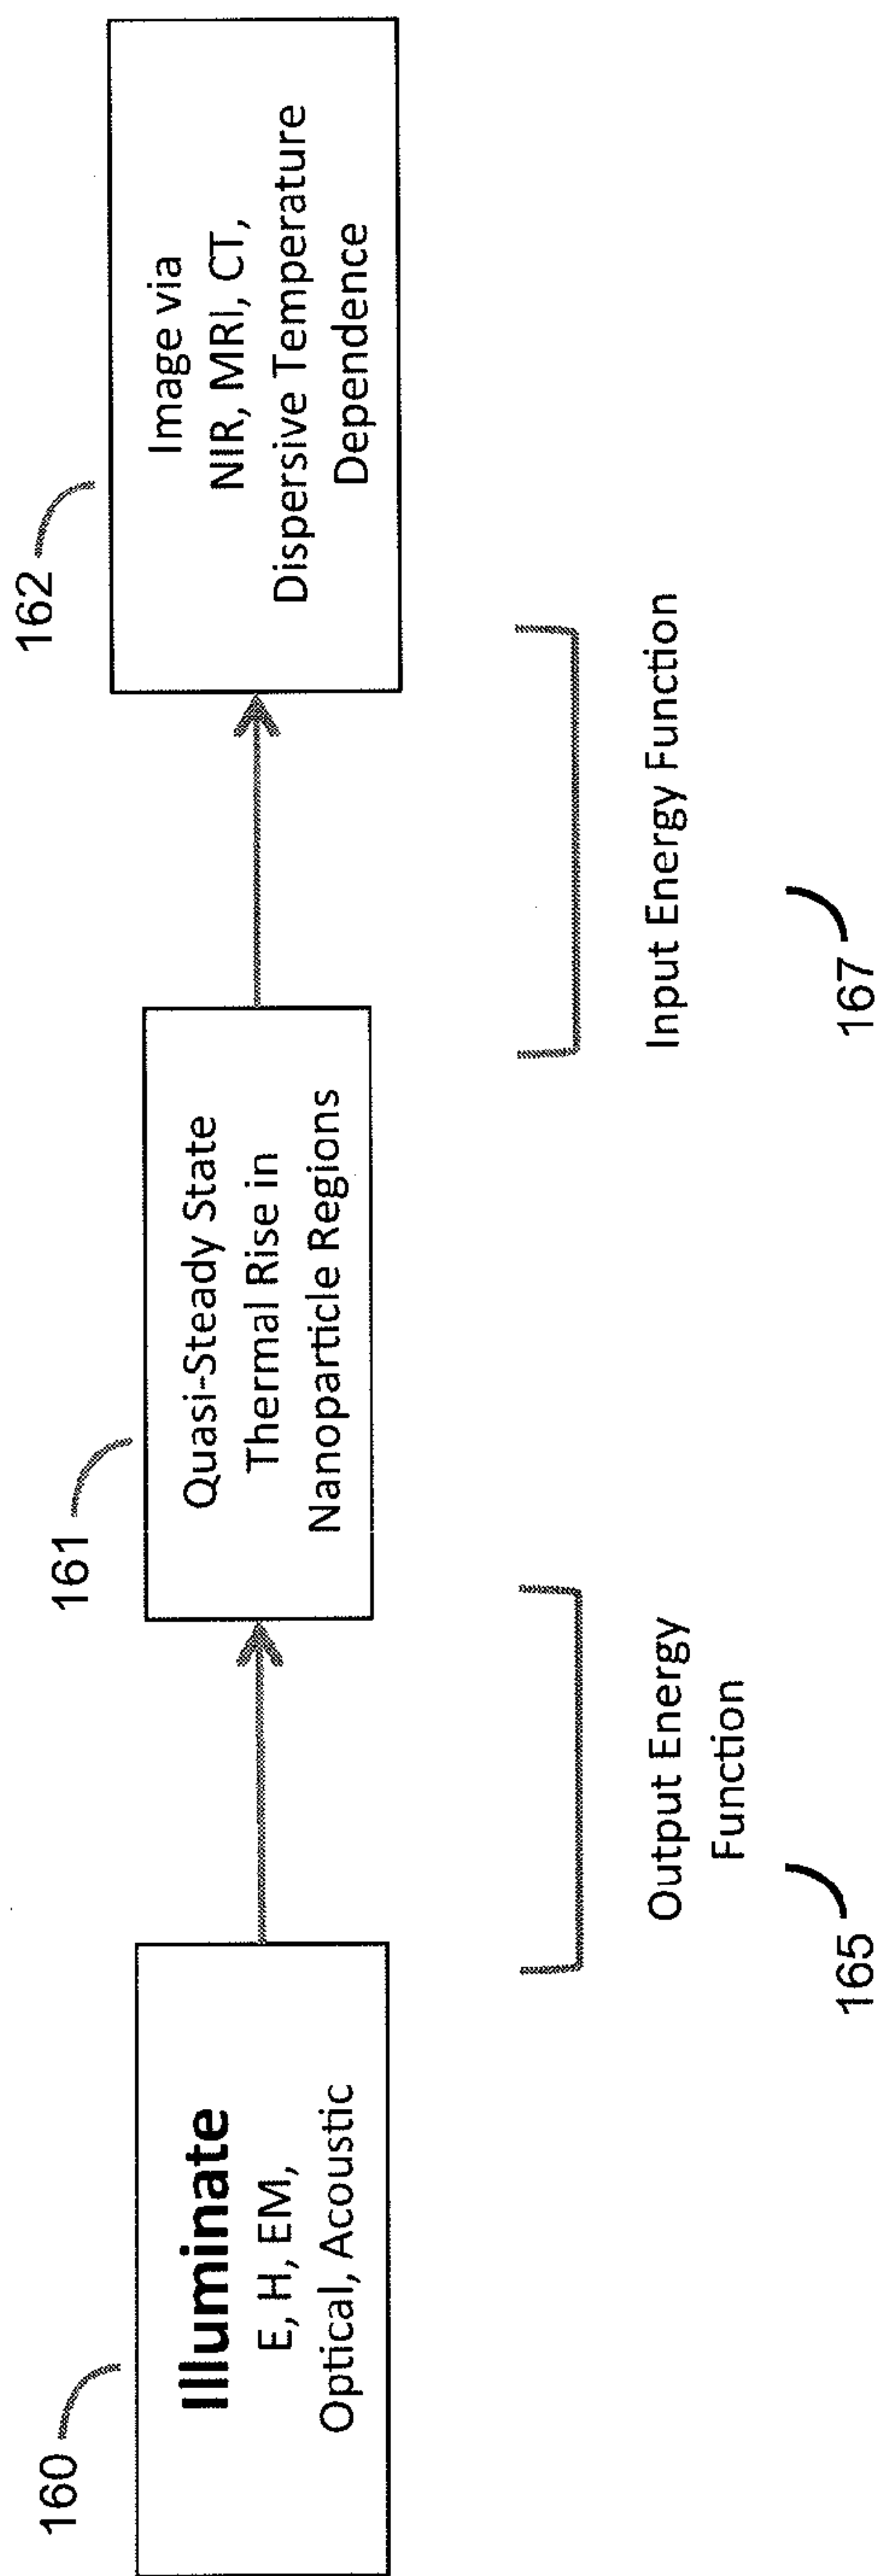 160
Illuminate
E, H, EM,
Optical, Acoustic
161
Quasi-Steady State
Thermal Rise in
Nanoparticle Regions
162
Image via
NIR, MRI, CT,
Dispersive Temperature
Dependence
Output Energy
Function
165
Input Energy Function
167